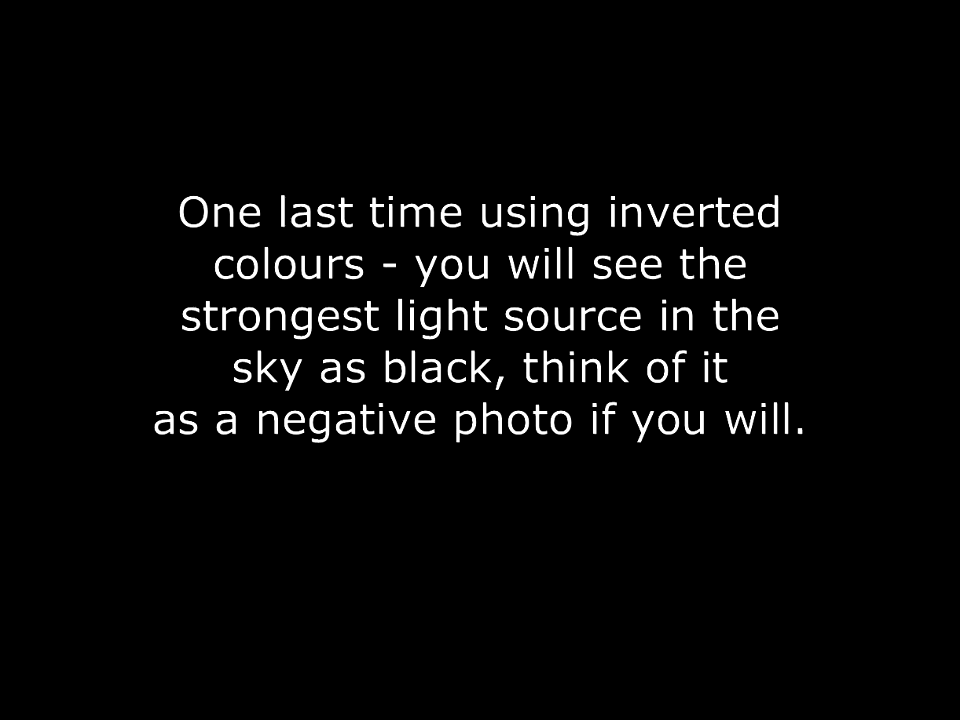 One last time using inverted
colours - you will see the
strongest light source in the
sky as black, think of it
as a negative photo if you will.